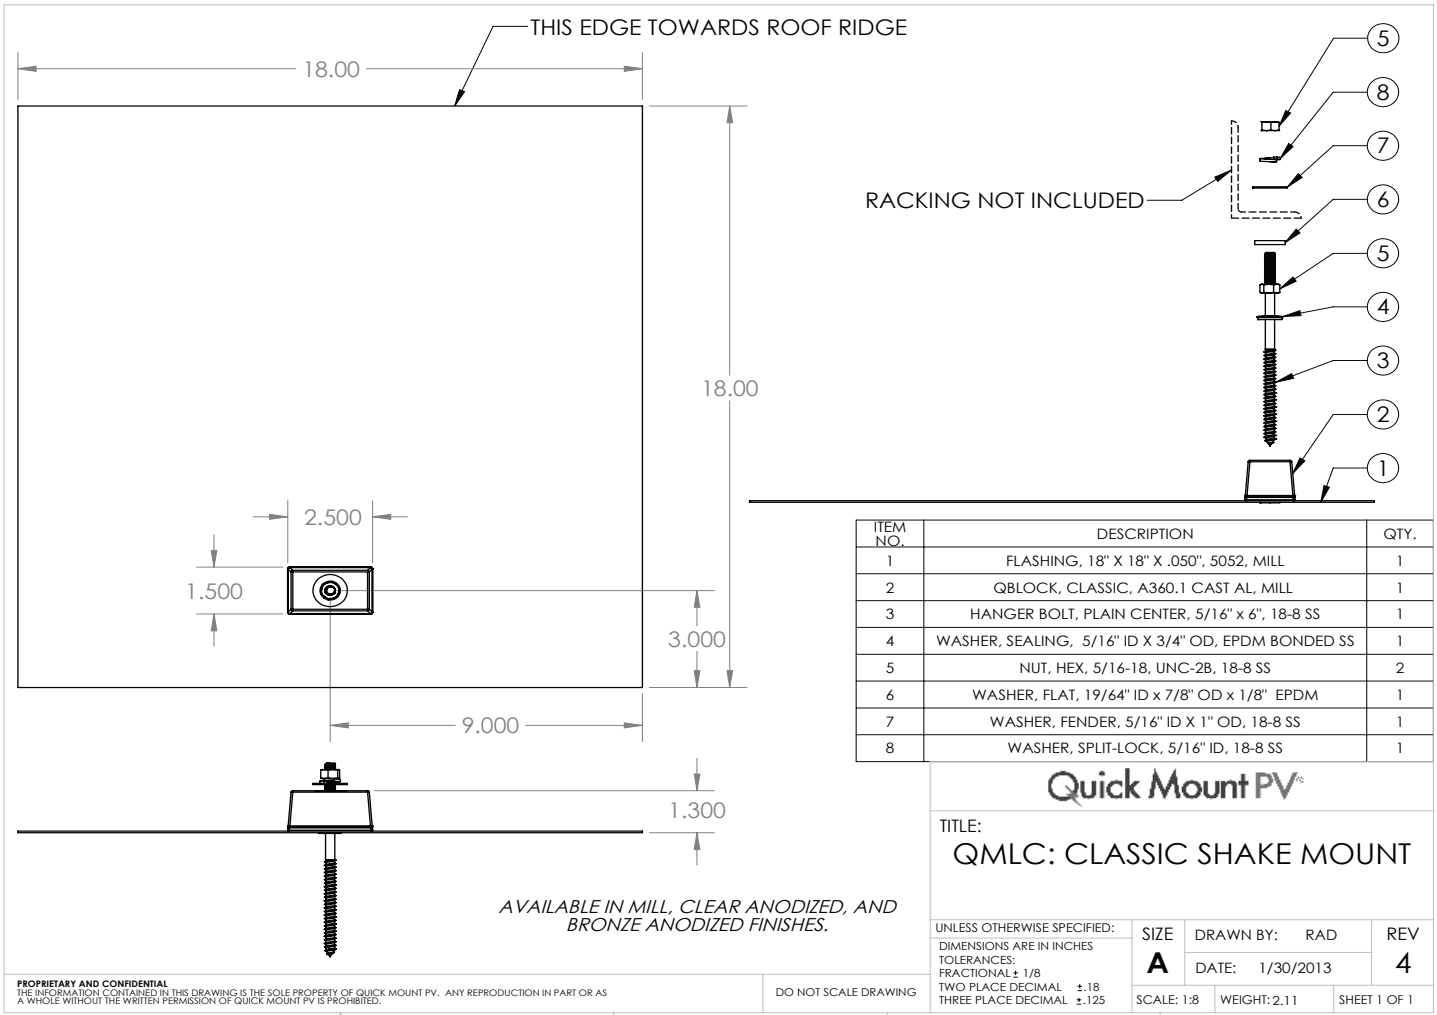 THIS EDGE TOWARDS ROOF RIDGE
18.00
18.00
2.500
1.500
3.000
9.000
1.300
RACKING NOT INCLUDED
5
8
7
6
5
4
3
2
1
ITEM NO. DESCRIPTION QTY.
1 FLASHING, 18" X 18" X .050", 5052, MILL 1
2 QBLOCK, CLASSIC, A360.1 CAST AL, MILL 1
3 HANGER BOLT, PLAIN CENTER, 5/16" x 6", 18-8 SS 1
4 WASHER, SEALING, 5/16" ID X 3/4" OD, EPDM BONDED SS 1
5 NUT, HEX, 5/16-18, UNC-2B, 18-8 SS 2
6 WASHER, FLAT, 19/64" ID x 7/8" OD x 1/8" EPDM 1
7 WASHER, FENDER, 5/16" ID X 1" OD, 18-8 SS 1
8 WASHER, SPLIT-LOCK, 5/16" ID, 18-8 SS 1
Quick Mount PV
TITLE:
QMLC: CLASSIC SHAKE MOUNT
AVAILABLE IN MILL, CLEAR ANODIZED, AND
BRONZE ANODIZED FINISHES.
UNLESS OTHERWISE SPECIFIED:
DIMENSIONS ARE IN INCHES
TOLERANCES:
FRACTIONAL ± 1/8
TWO PLACE DECIMAL ±.18
THREE PLACE DECIMAL ±.125
SIZE
A
DRAWN BY: RAD
DATE: 1/30/2013
REV
4
SCALE: 1:8 WEIGHT: 2.11 SHEET 1 OF 1
PROPRIETARY AND CONFIDENTIAL
THE INFORMATION CONTAINED IN THIS DRAWING IS THE SOLE PROPERTY OF QUICK MOUNT PV. ANY REPRODUCTION IN PART OR AS
A WHOLE WITHOUT THE WRITTEN PERMISSION OF QUICK MOUNT PV IS PROHIBITED.
DO NOT SCALE DRAWING